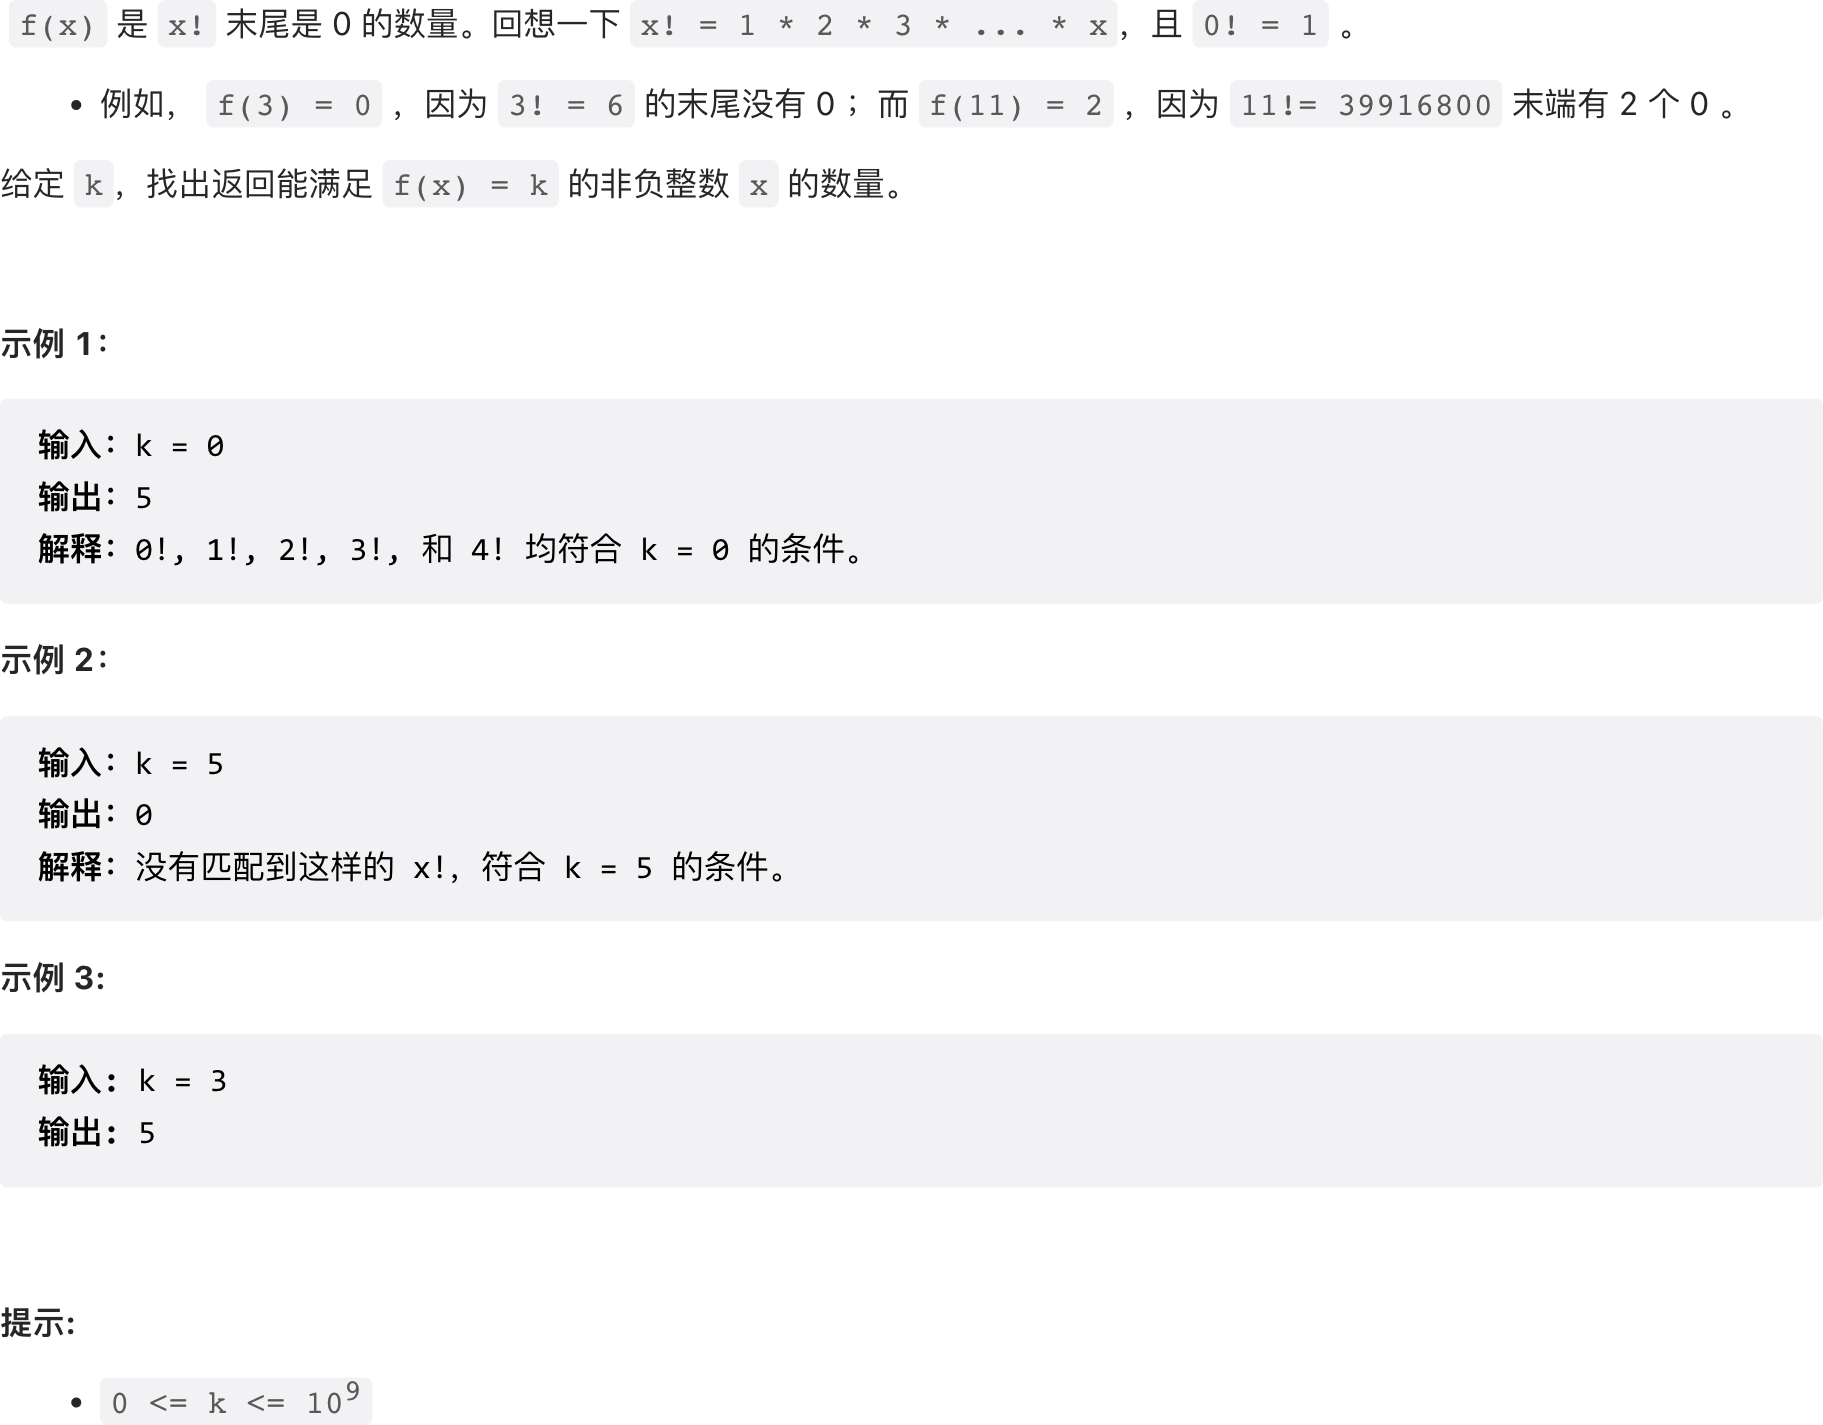 f(x) 是 x! 末尾是 0 的数量。回想一下 x! = 1 * 2 * 3 * ... * x，且 0! = 1 。
• 例如， f(3) = 0 ，因为 3! = 6 的末尾没有 0 ；而 f(11) = 2 ，因为 11!= 39916800 末端有 2 个 0 。
给定 k，找出返回能满足 f(x) = k 的非负整数 x 的数量。
示例 1：
输入：k = 0
输出：5
解释：0!, 1!, 2!, 3!, 和 4! 均符合 k = 0 的条件。
示例 2：
输入：k = 5
输出：0
解释：没有匹配到这样的 x!，符合 k = 5 的条件。
示例 3:
输入: k = 3
输出: 5
提示:
• 0 <= k <= 10⁹